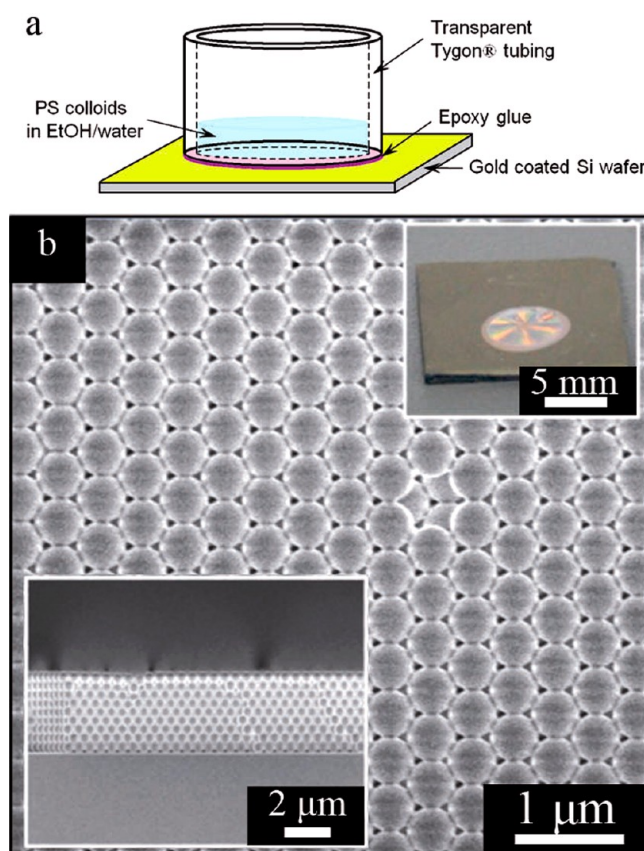 a
Transparent
Tygon® tubing
PS colloids
in EtOH/water
Epoxy glue
Gold coated Si wafer
b
5 mm
2 μm
1 μm